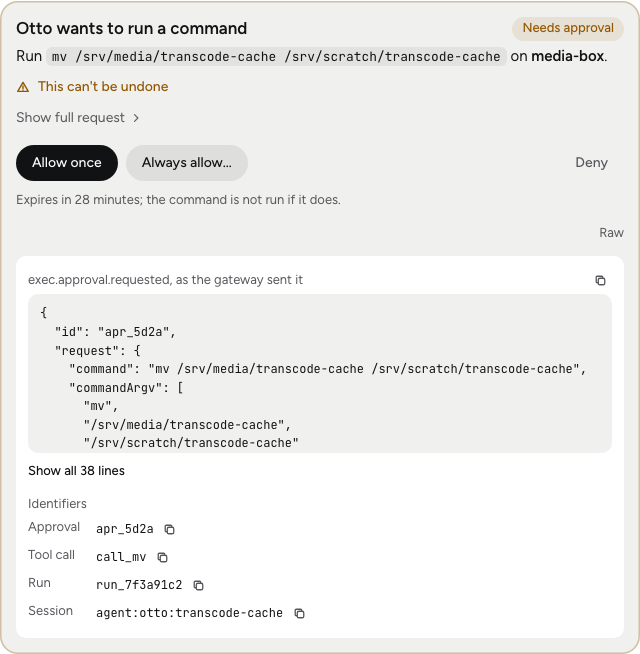 Otto wants to run a command
Needs approval
Run mv /srv/media/transcode-cache /srv/scratch/transcode-cache on media-box.
This can't be undone
Show full request
Allow once
Always allow...
Deny
Expires in 28 minutes; the command is not run if it does.
Raw
exec.approval.requested, as the gateway sent it
{
  "id": "apr_5d2a",
  "request": {
    "command": "mv /srv/media/transcode-cache /srv/scratch/transcode-cache",
    "commandArgv": [
      "mv",
      "/srv/media/transcode-cache",
      "/srv/scratch/transcode-cache"
Show all 38 lines
Identifiers
Approval apr_5d2a
Tool call call_mv
Run run_7f3a91c2
Session agent:otto:transcode-cache